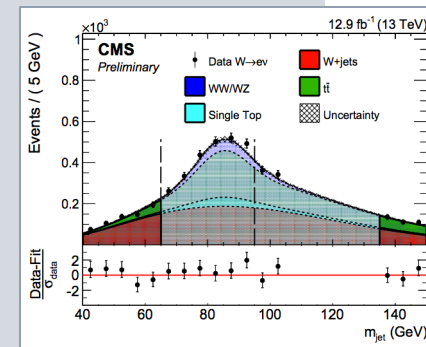 ×10³
12.9 fb⁻¹ (13 TeV)
CMS
Preliminary
Data W→eν
W+jets
WW/WZ
tt̄
Single Top
Uncertainty
Events / ( 5 GeV )
1
0.8
0.6
0.4
0.2
Data-Fit
σdata
2
0
-2
40 60 80 100 120 140
m jet (GeV)